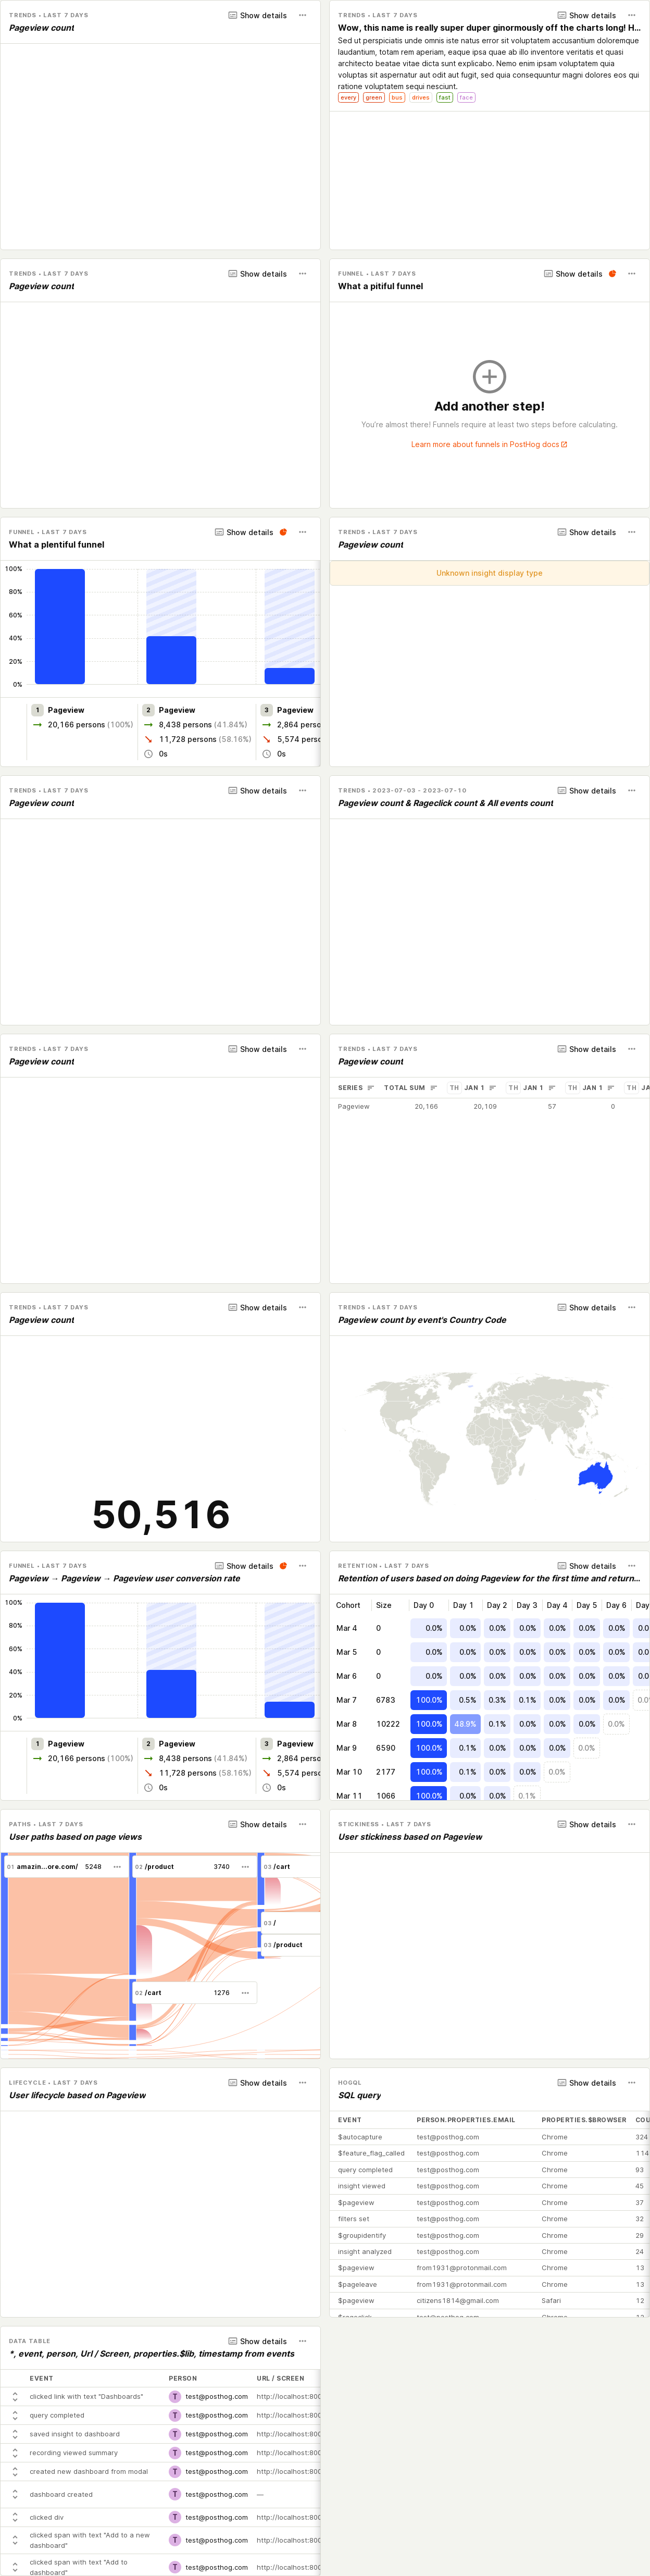 TRENDS • LAST 7 DAYS
Show details
Pageview count
TRENDS • LAST 7 DAYS
Show details
Wow, this name is really super duper ginormously off the charts long! H...
Sed ut perspiciatis unde omnis iste natus error sit voluptatem accusantium doloremque
laudantium, totam rem aperiam, eaque ipsa quae ab illo inventore veritatis et quasi
architecto beatae vitae dicta sunt explicabo. Nemo enim ipsam voluptatem quia
voluptas sit aspernatur aut odit aut fugit, sed quia consequuntur magni dolores eos qui
ratione voluptatem sequi nesciunt.
every green bus drives fast face
TRENDS • LAST 7 DAYS
Show details
Pageview count
FUNNEL • LAST 7 DAYS
Show details
What a pitiful funnel
Add another step!
You're almost there! Funnels require at least two steps before calculating.
Learn more about funnels in PostHog docs
FUNNEL • LAST 7 DAYS
Show details
What a plentiful funnel
100%
80%
60%
40%
20%
0%
1 Pageview
20,166 persons (100%)
2 Pageview
8,438 persons (41.84%)
11,728 persons (58.16%)
0s
3 Pageview
2,864 perso
5,574 perso
0s
TRENDS • LAST 7 DAYS
Show details
Pageview count
Unknown insight display type
TRENDS • LAST 7 DAYS
Show details
Pageview count
TRENDS • 2023-07-03 - 2023-07-10
Show details
Pageview count & Rageclick count & All events count
TRENDS • LAST 7 DAYS
Show details
Pageview count
TRENDS • LAST 7 DAYS
Show details
Pageview count
SERIES TOTAL SUM TH JAN 1 TH JAN 1 TH JAN 1 TH JA
Pageview 20,166 20,109 57 0
TRENDS • LAST 7 DAYS
Show details
Pageview count
50,516
TRENDS • LAST 7 DAYS
Show details
Pageview count by event's Country Code
FUNNEL • LAST 7 DAYS
Show details
Pageview → Pageview → Pageview user conversion rate
100%
80%
60%
40%
20%
0%
1 Pageview
20,166 persons (100%)
2 Pageview
8,438 persons (41.84%)
11,728 persons (58.16%)
0s
3 Pageview
2,864 perso
5,574 perso
0s
RETENTION • LAST 7 DAYS
Show details
Retention of users based on doing Pageview for the first time and return...
Cohort Size Day 0 Day 1 Day 2 Day 3 Day 4 Day 5 Day 6 Day
Mar 4 0 0.0% 0.0% 0.0% 0.0% 0.0% 0.0% 0.0% 0.0
Mar 5 0 0.0% 0.0% 0.0% 0.0% 0.0% 0.0% 0.0% 0.0
Mar 6 0 0.0% 0.0% 0.0% 0.0% 0.0% 0.0% 0.0% 0.0
Mar 7 6783 100.0% 0.5% 0.3% 0.1% 0.0% 0.0% 0.0% 0.0
Mar 8 10222 100.0% 48.9% 0.1% 0.0% 0.0% 0.0% 0.0%
Mar 9 6590 100.0% 0.1% 0.0% 0.0% 0.0% 0.0%
Mar 10 2177 100.0% 0.1% 0.0% 0.0% 0.0%
Mar 11 1066 100.0% 0.0% 0.0% 0.1%
PATHS • LAST 7 DAYS
Show details
User paths based on page views
01 amazin...ore.com/ 5248
02 /product 3740
03 /cart
03 /
03 /product
02 /cart 1276
STICKINESS • LAST 7 DAYS
Show details
User stickiness based on Pageview
LIFECYCLE • LAST 7 DAYS
Show details
User lifecycle based on Pageview
HOGQL
Show details
SQL query
EVENT PERSON.PROPERTIES.EMAIL PROPERTIES.$BROWSER COU
$autocapture test@posthog.com Chrome 324
$feature_flag_called test@posthog.com Chrome 114
query completed test@posthog.com Chrome 93
insight viewed test@posthog.com Chrome 45
$pageview test@posthog.com Chrome 37
filters set test@posthog.com Chrome 32
$groupidentify test@posthog.com Chrome 29
insight analyzed test@posthog.com Chrome 24
$pageview from1931@protonmail.com Chrome 13
$pageleave from1931@protonmail.com Chrome 13
$pageview citizens1814@gmail.com Safari 12
DATA TABLE
Show details
*, event, person, Url / Screen, properties.$lib, timestamp from events
EVENT PERSON URL / SCREEN
clicked link with text "Dashboards" T test@posthog.com http://localhost:800
query completed T test@posthog.com http://localhost:800
saved insight to dashboard T test@posthog.com http://localhost:800
recording viewed summary T test@posthog.com http://localhost:800
created new dashboard from modal T test@posthog.com http://localhost:800
dashboard created T test@posthog.com —
clicked div T test@posthog.com http://localhost:800
clicked span with text "Add to a new
dashboard" T test@posthog.com http://localhost:800
clicked span with text "Add to
dashboard" T test@posthog.com http://localhost:800